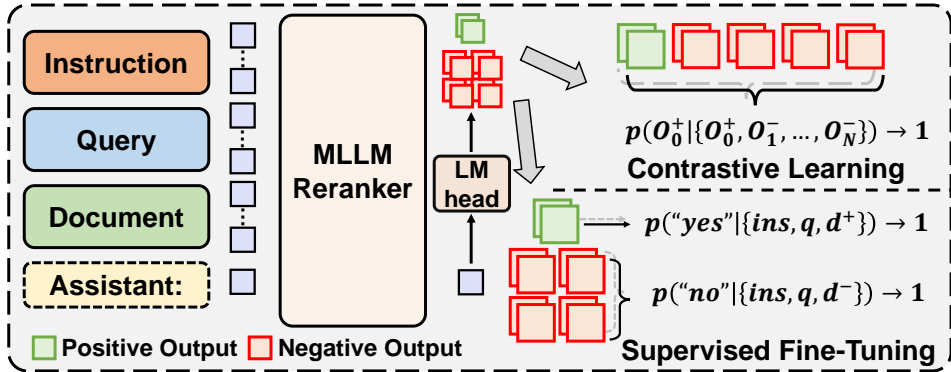 Instruction
Query
Document
Assistant:
MLLM
Reranker
LM
head
p(O₀⁺|{O₀⁺, O₁⁻, …, O_N⁻}) → 1
Contrastive Learning
p("yes"|{ins, q, d⁺}) → 1
p("no"|{ins, q, d⁻}) → 1
Supervised Fine-Tuning
Positive Output
Negative Output